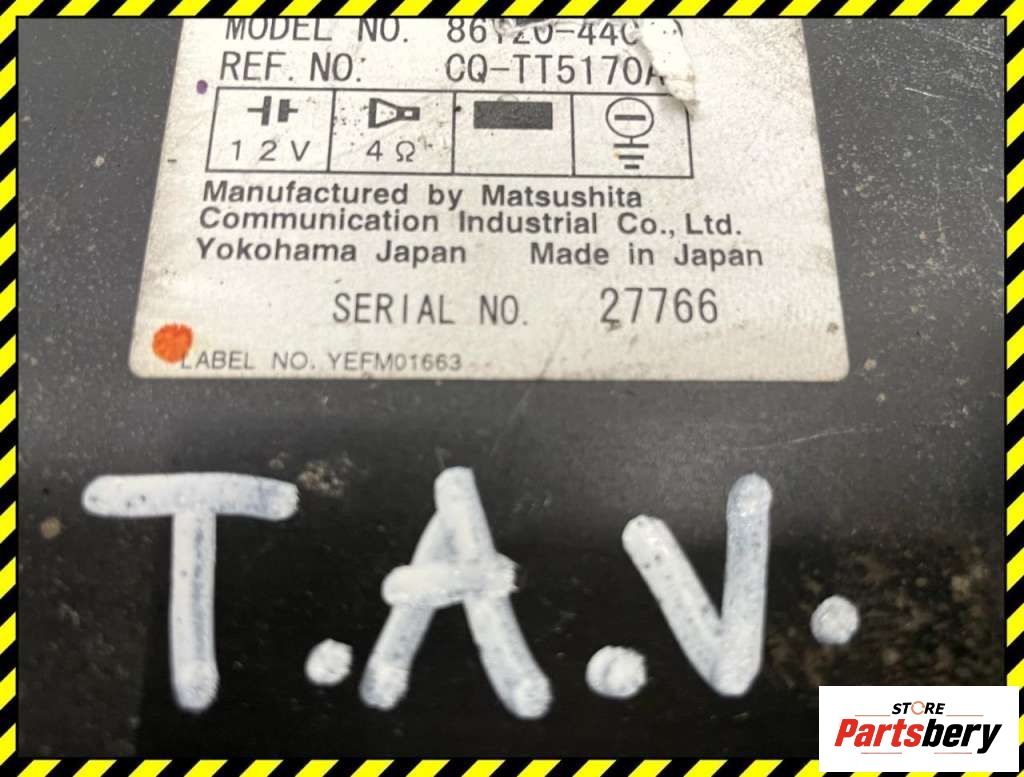 MODEL NO.
REF. NO. CQ-TT5170A
12V 4Ω
Manufactured by Matsushita
Communication Industrial Co., Ltd.
Yokohama Japan Made in Japan
SERIAL NO. 27766
LABEL NO. YEFM01663
T.A.V.
STORE
Partsbery